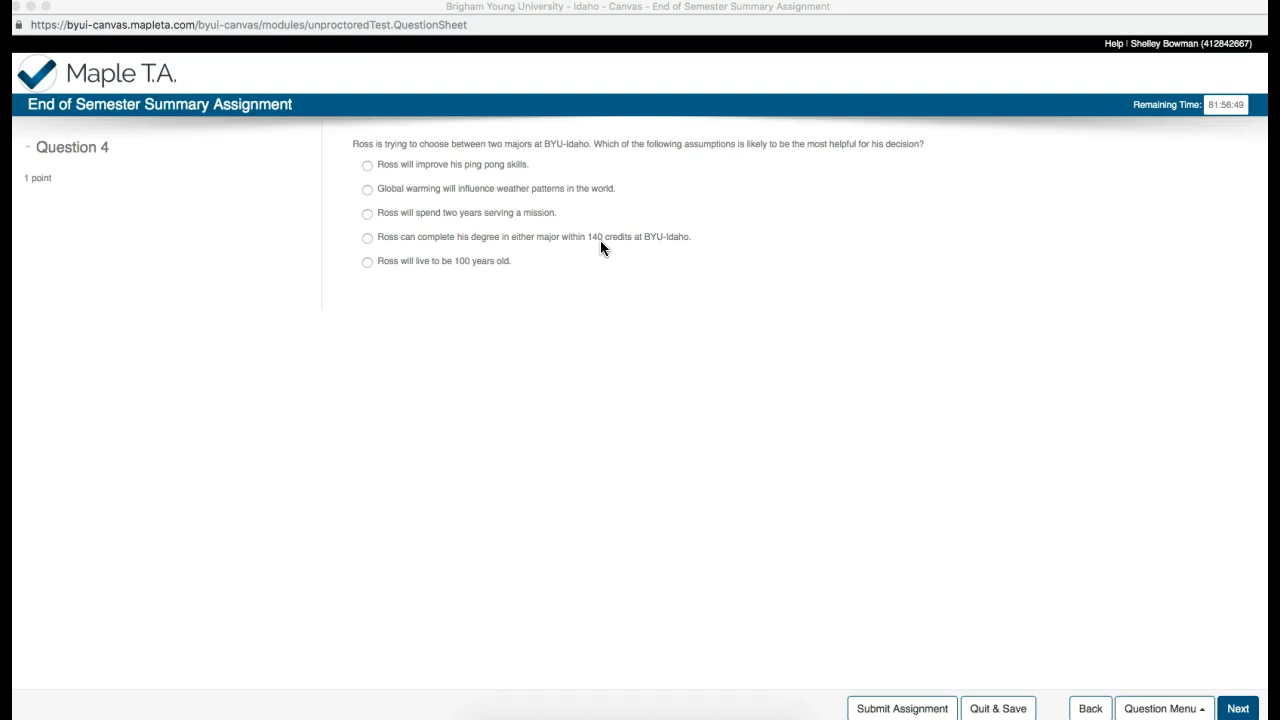 Brigham Young University - Idaho - Canvas - End of Semester Summary Assignment
https://byui-canvas.mapleta.com/byui-canvas/modules/unproctoredTest.QuestionSheet
Help | Shelley Bowman (412842667)
Maple T.A.
End of Semester Summary Assignment
Remaining Time: 81:56:49
- Question 4
1 point
Ross is trying to choose between two majors at BYU-Idaho. Which of the following assumptions is likely to be the most helpful for his decision?
Ross will improve his ping pong skills.
Global warming will influence weather patterns in the world.
Ross will spend two years serving a mission.
Ross can complete his degree in either major within 140 credits at BYU-Idaho.
Ross will live to be 100 years old.
Submit Assignment Quit & Save Back Question Menu Next